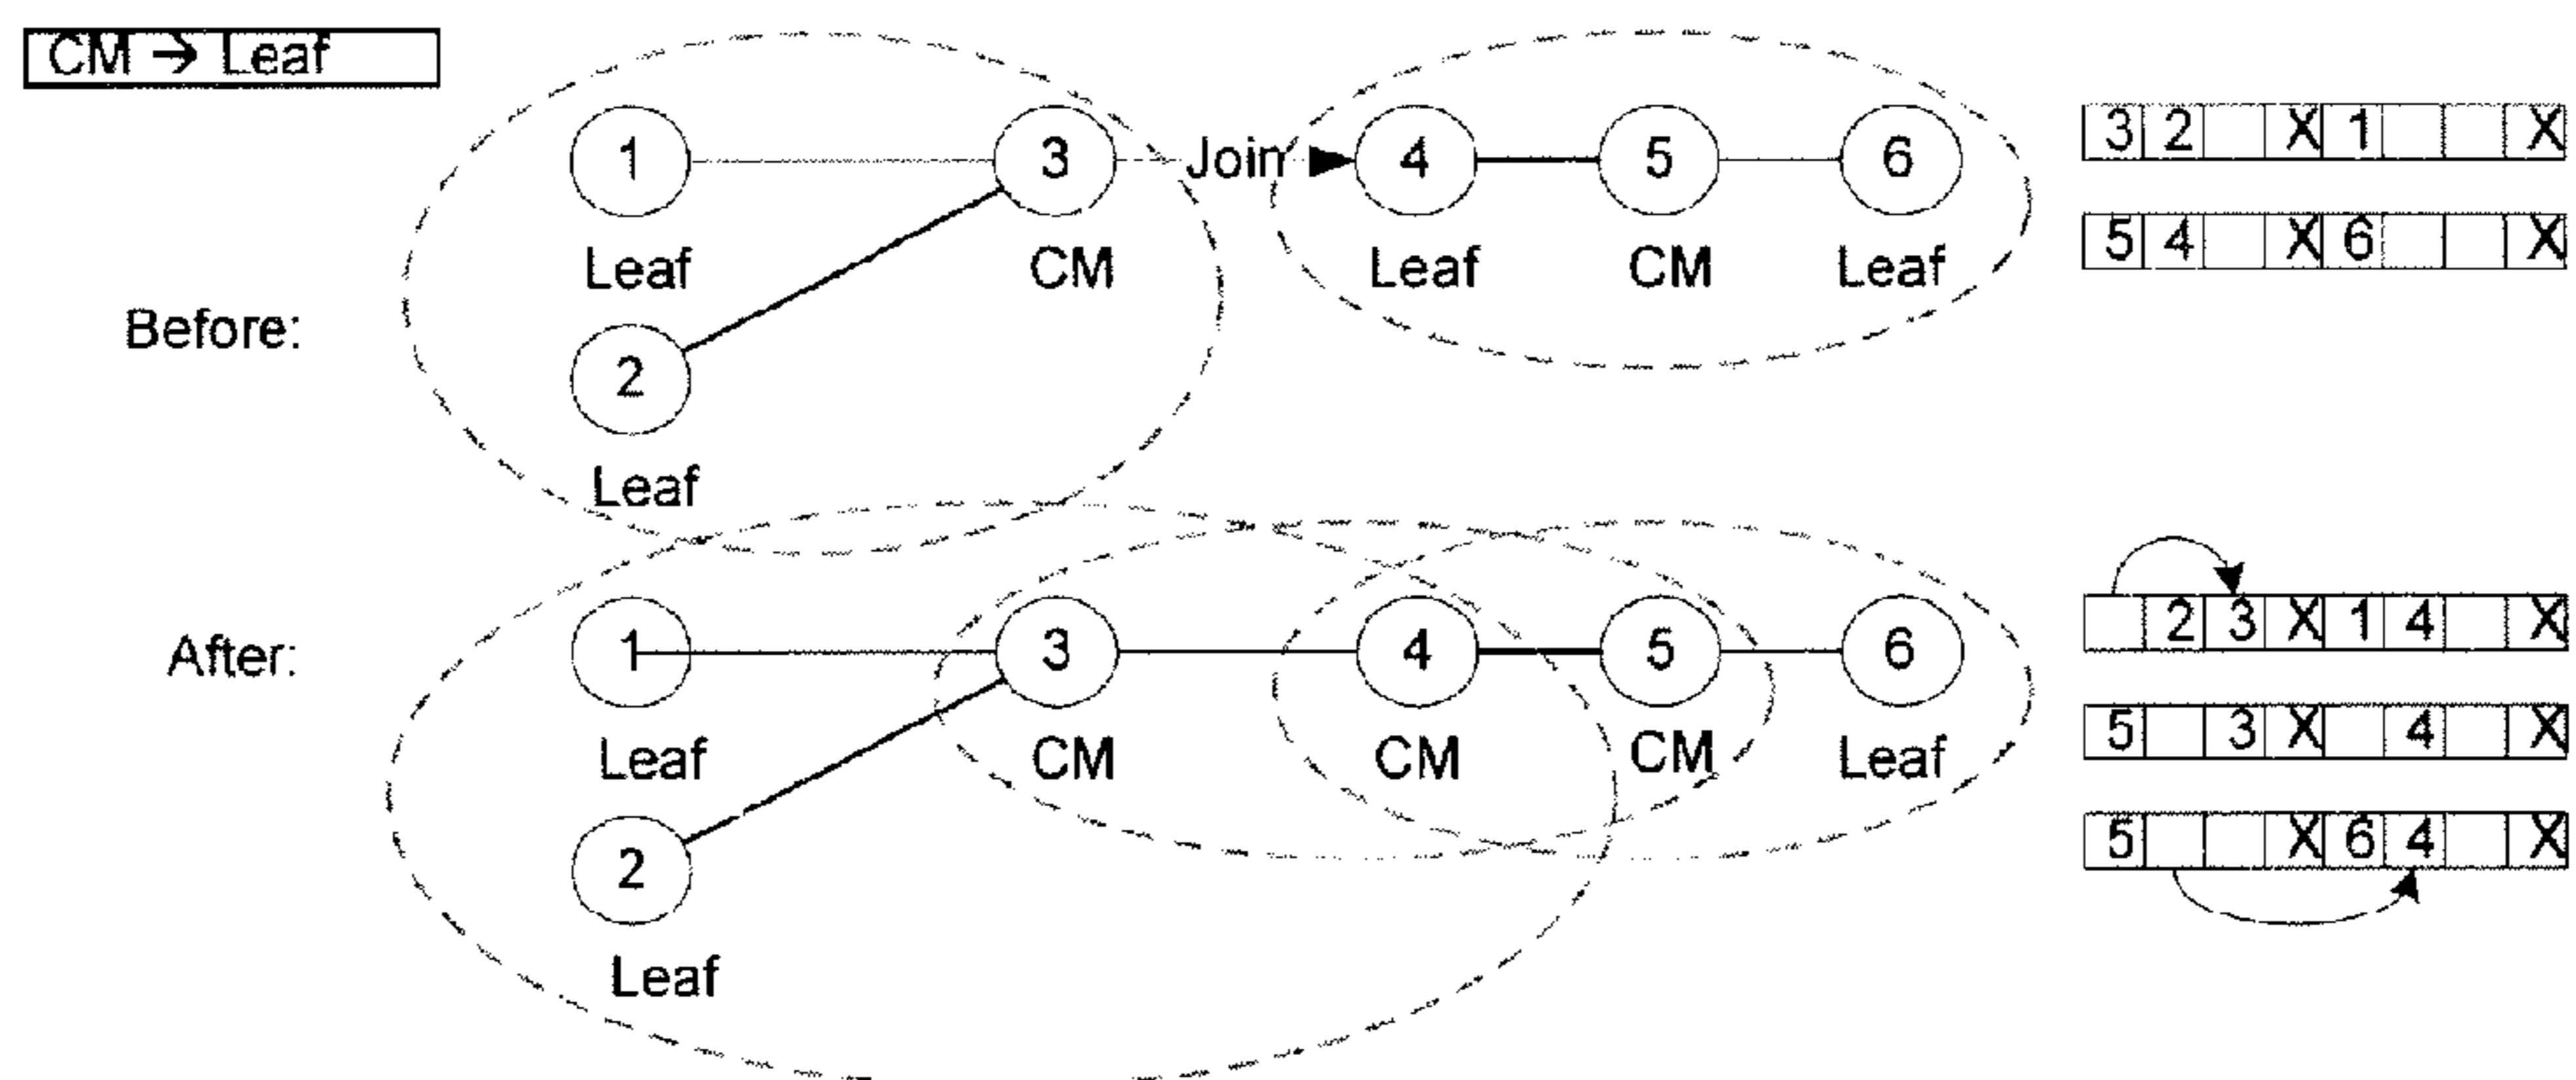 CM → Leaf
1 3 Join 4 5 6
3 2 X 1 X
Leaf CM Leaf CM Leaf
5 4 X 6 X
Before:
2
Leaf
After:
1 3 4 5 6
2 3 X 1 4 X
Leaf CM CM CM Leaf
5 3 X 4 X
2
5 X 6 4 X
Leaf